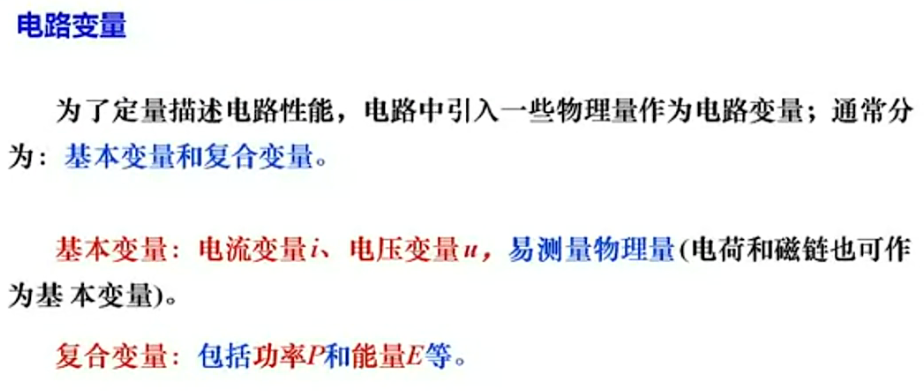 电路变量
为了定量描述电路性能，电路中引入一些物理量作为电路变量；通常分
为：基本变量和复合变量。
基本变量：电流变量i、电压变量u，易测量物理量(电荷和磁链也可作
为基 本变量)。
复合变量：包括功率P和能量E等。